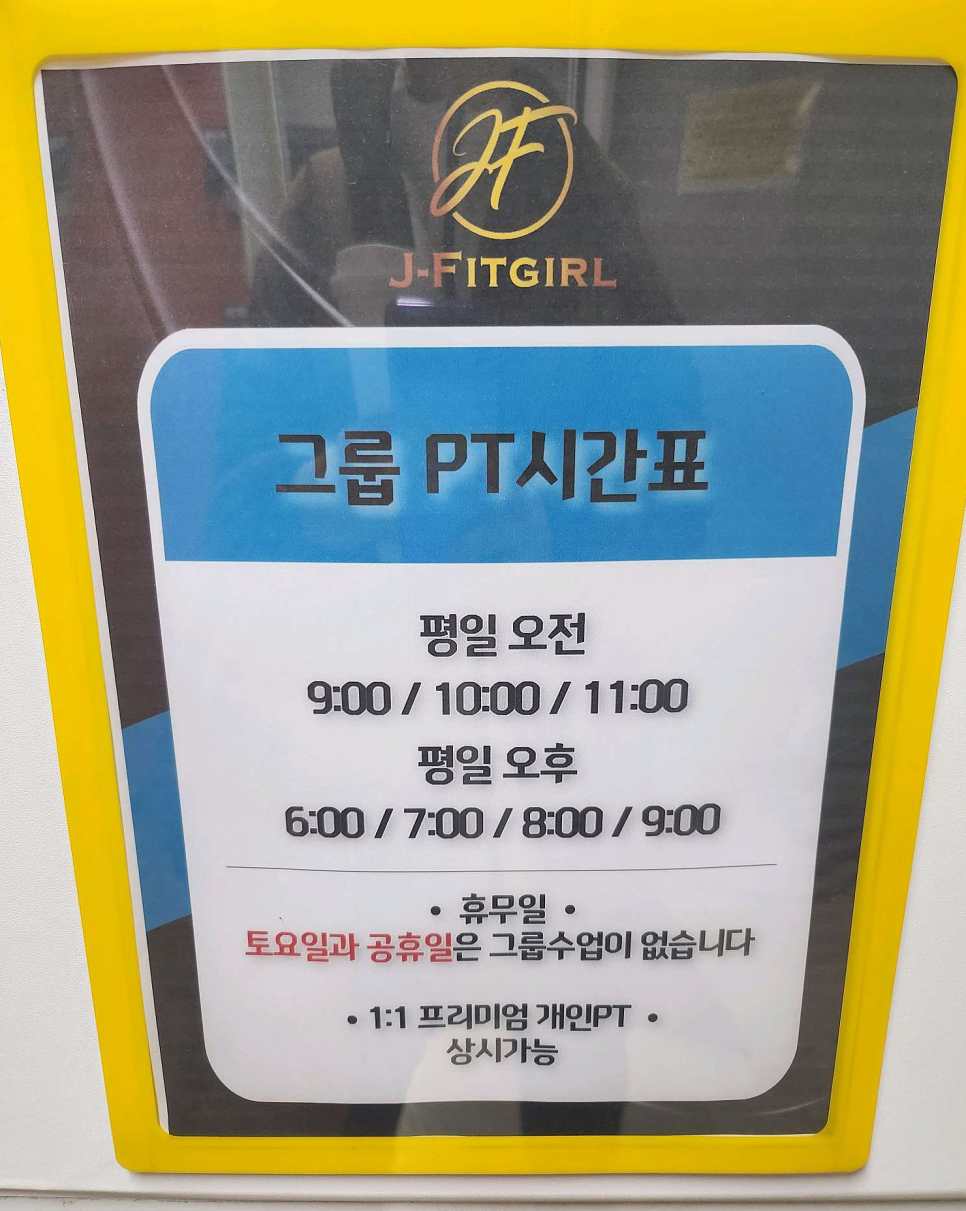 JF
J-FITGIRL
그룹 PT시간표
평일 오전
9:00 / 10:00 / 11:00
평일 오후
6:00 / 7:00 / 8:00 / 9:00
• 휴무일 •
토요일과 공휴일은 그룹수업이 없습니다
• 1:1 프리미엄 개인PT •
상시가능